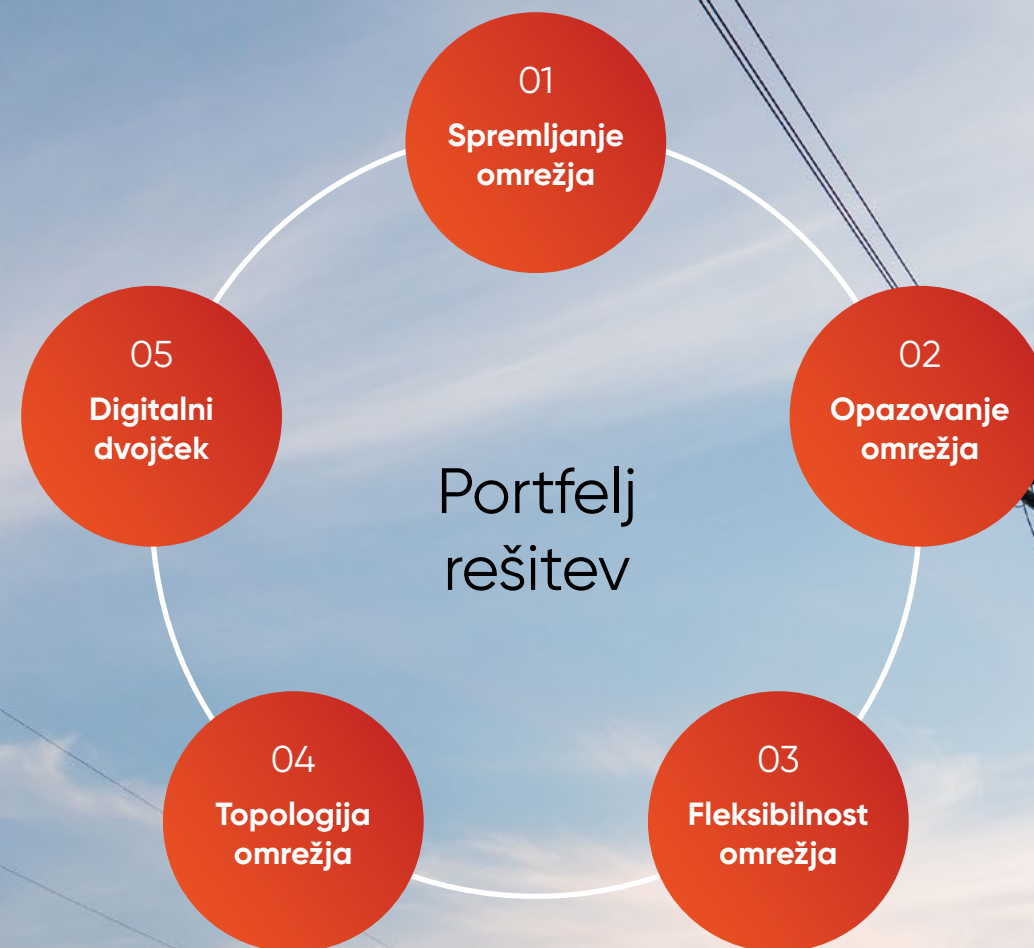 01
Spremljanje
omrežja
02
Opazovanje
omrežja
03
Fleksibilnost
omrežja
04
Topologija
omrežja
05
Digitalni
dvojček
Portfelj
rešitev